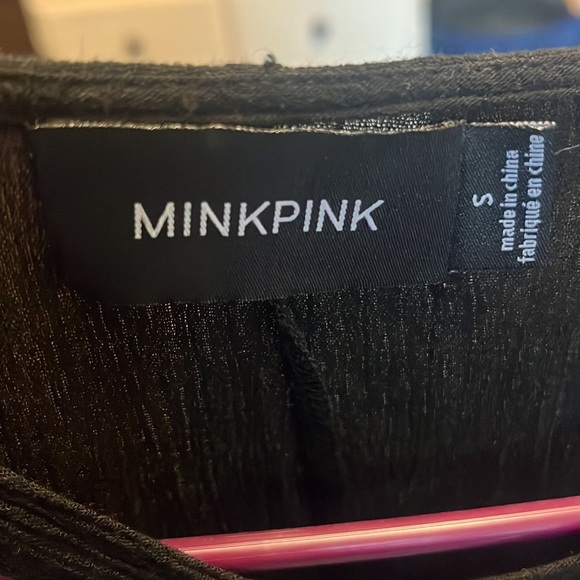 MINKPINK
S
made in china
fabriqué en chine